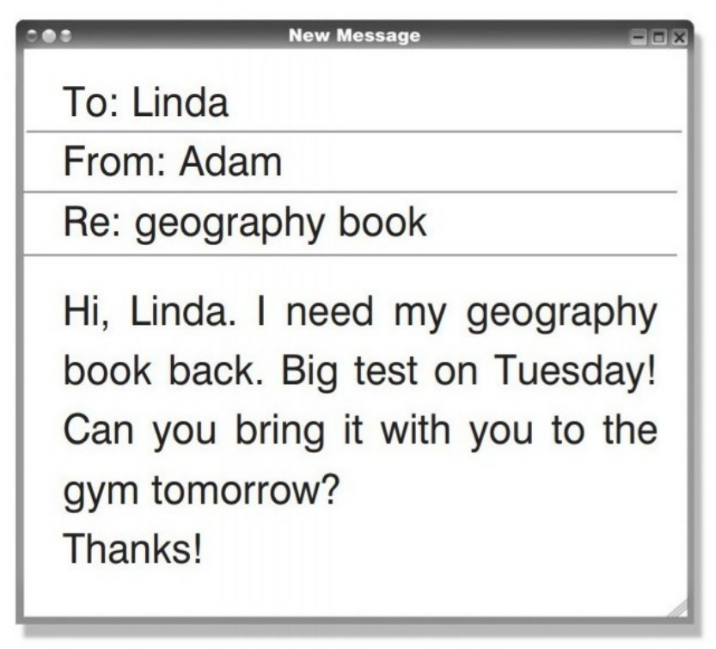 New Message
To: Linda
From: Adam
Re: geography book
Hi, Linda. I need my geography
book back. Big test on Tuesday!
Can you bring it with you to the
gym tomorrow?
Thanks!